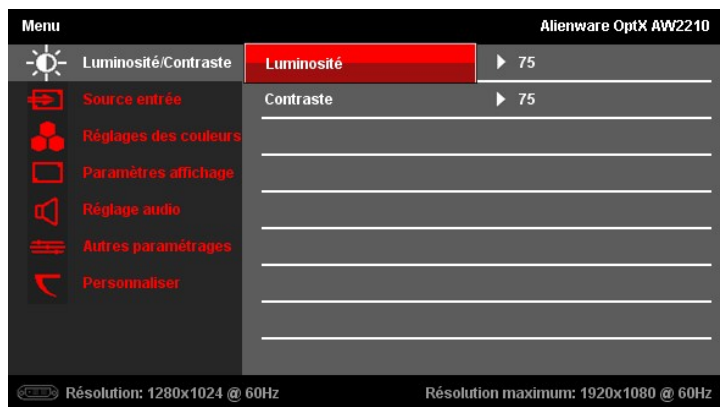 Menu Alienware OptX AW2210
Luminosité/Contraste Luminosité 75
Source entrée Contraste 75
Réglages des couleurs
Paramètres affichage
Réglage audio
Autres paramétrages
Personnaliser
Résolution: 1280x1024 @ 60Hz Résolution maximum: 1920x1080 @ 60Hz